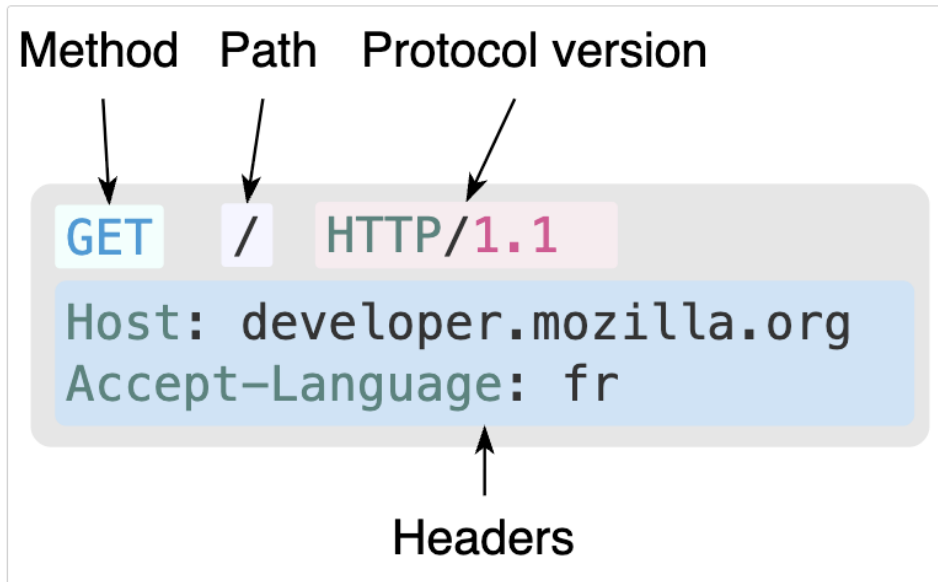 Method Path Protocol version
GET / HTTP/1.1
Host: developer.mozilla.org
Accept-Language: fr
Headers